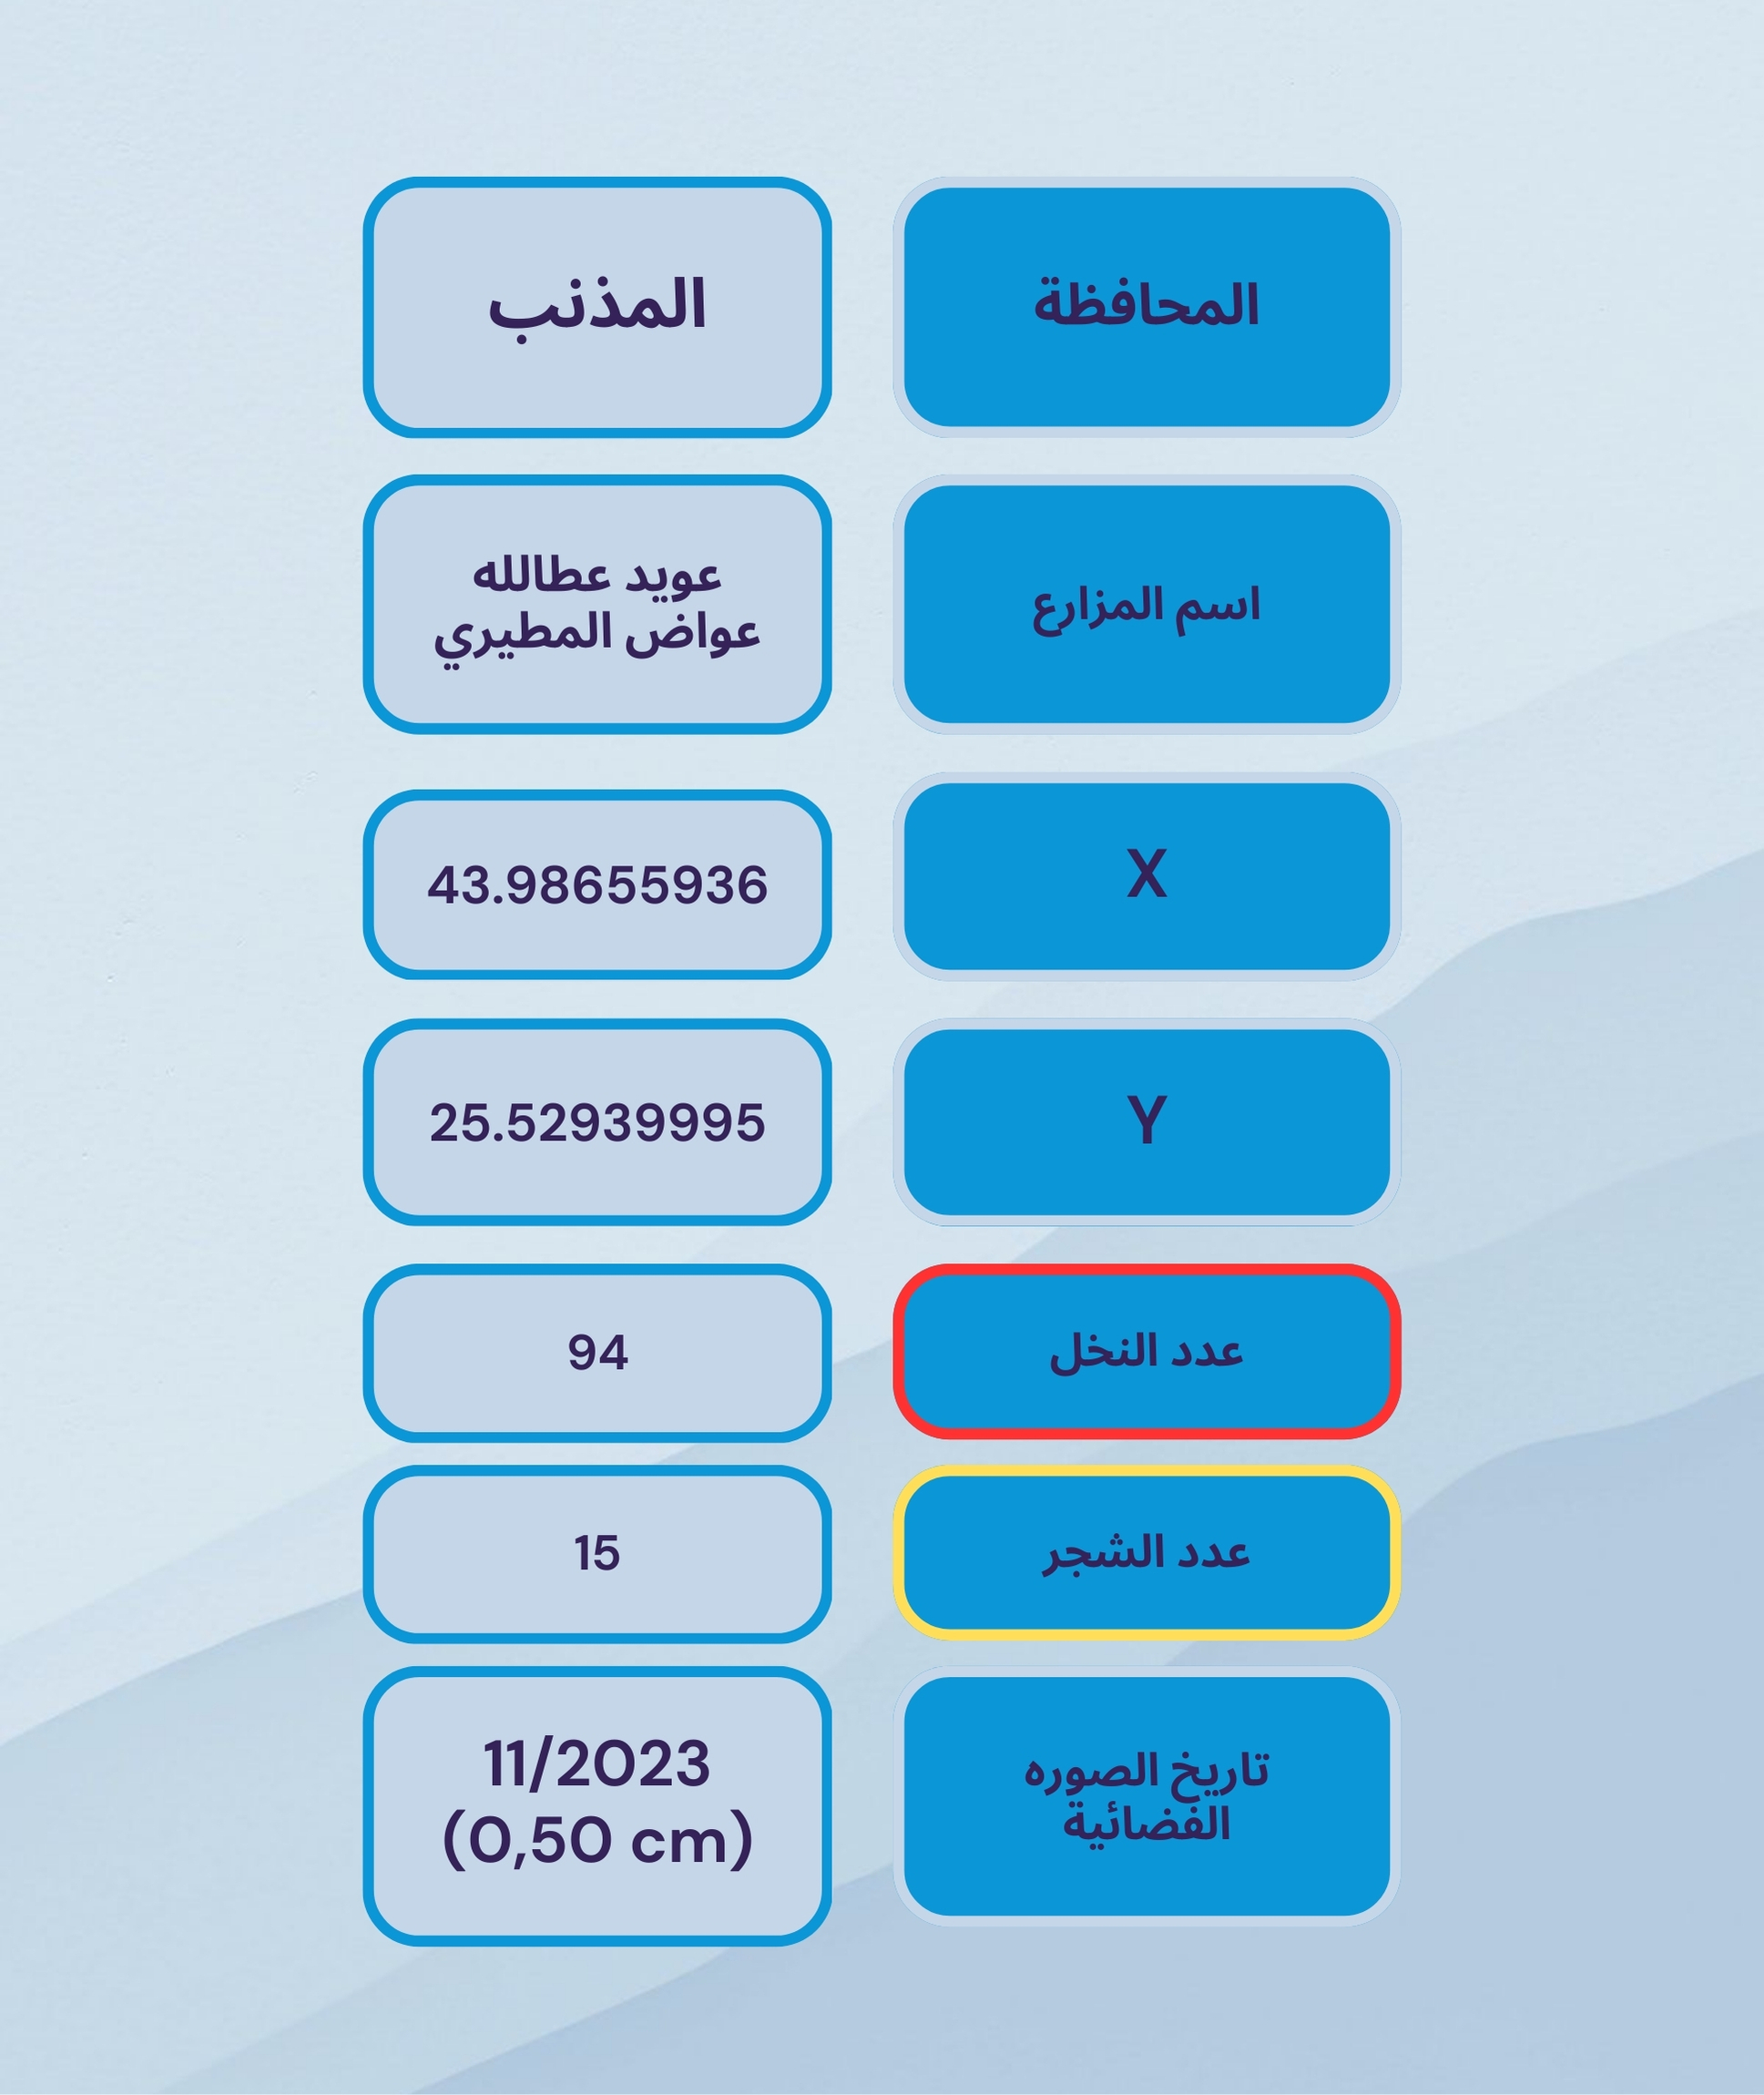 المحافظة
المذنب
اسم المزارع
عويد عطاالله
عواض المطيري
X
43.98655936
Y
25.52939995
عدد النخل
94
عدد الشجر
15
تاريخ الصوره
الفضائية
11/2023
(0,50 cm)